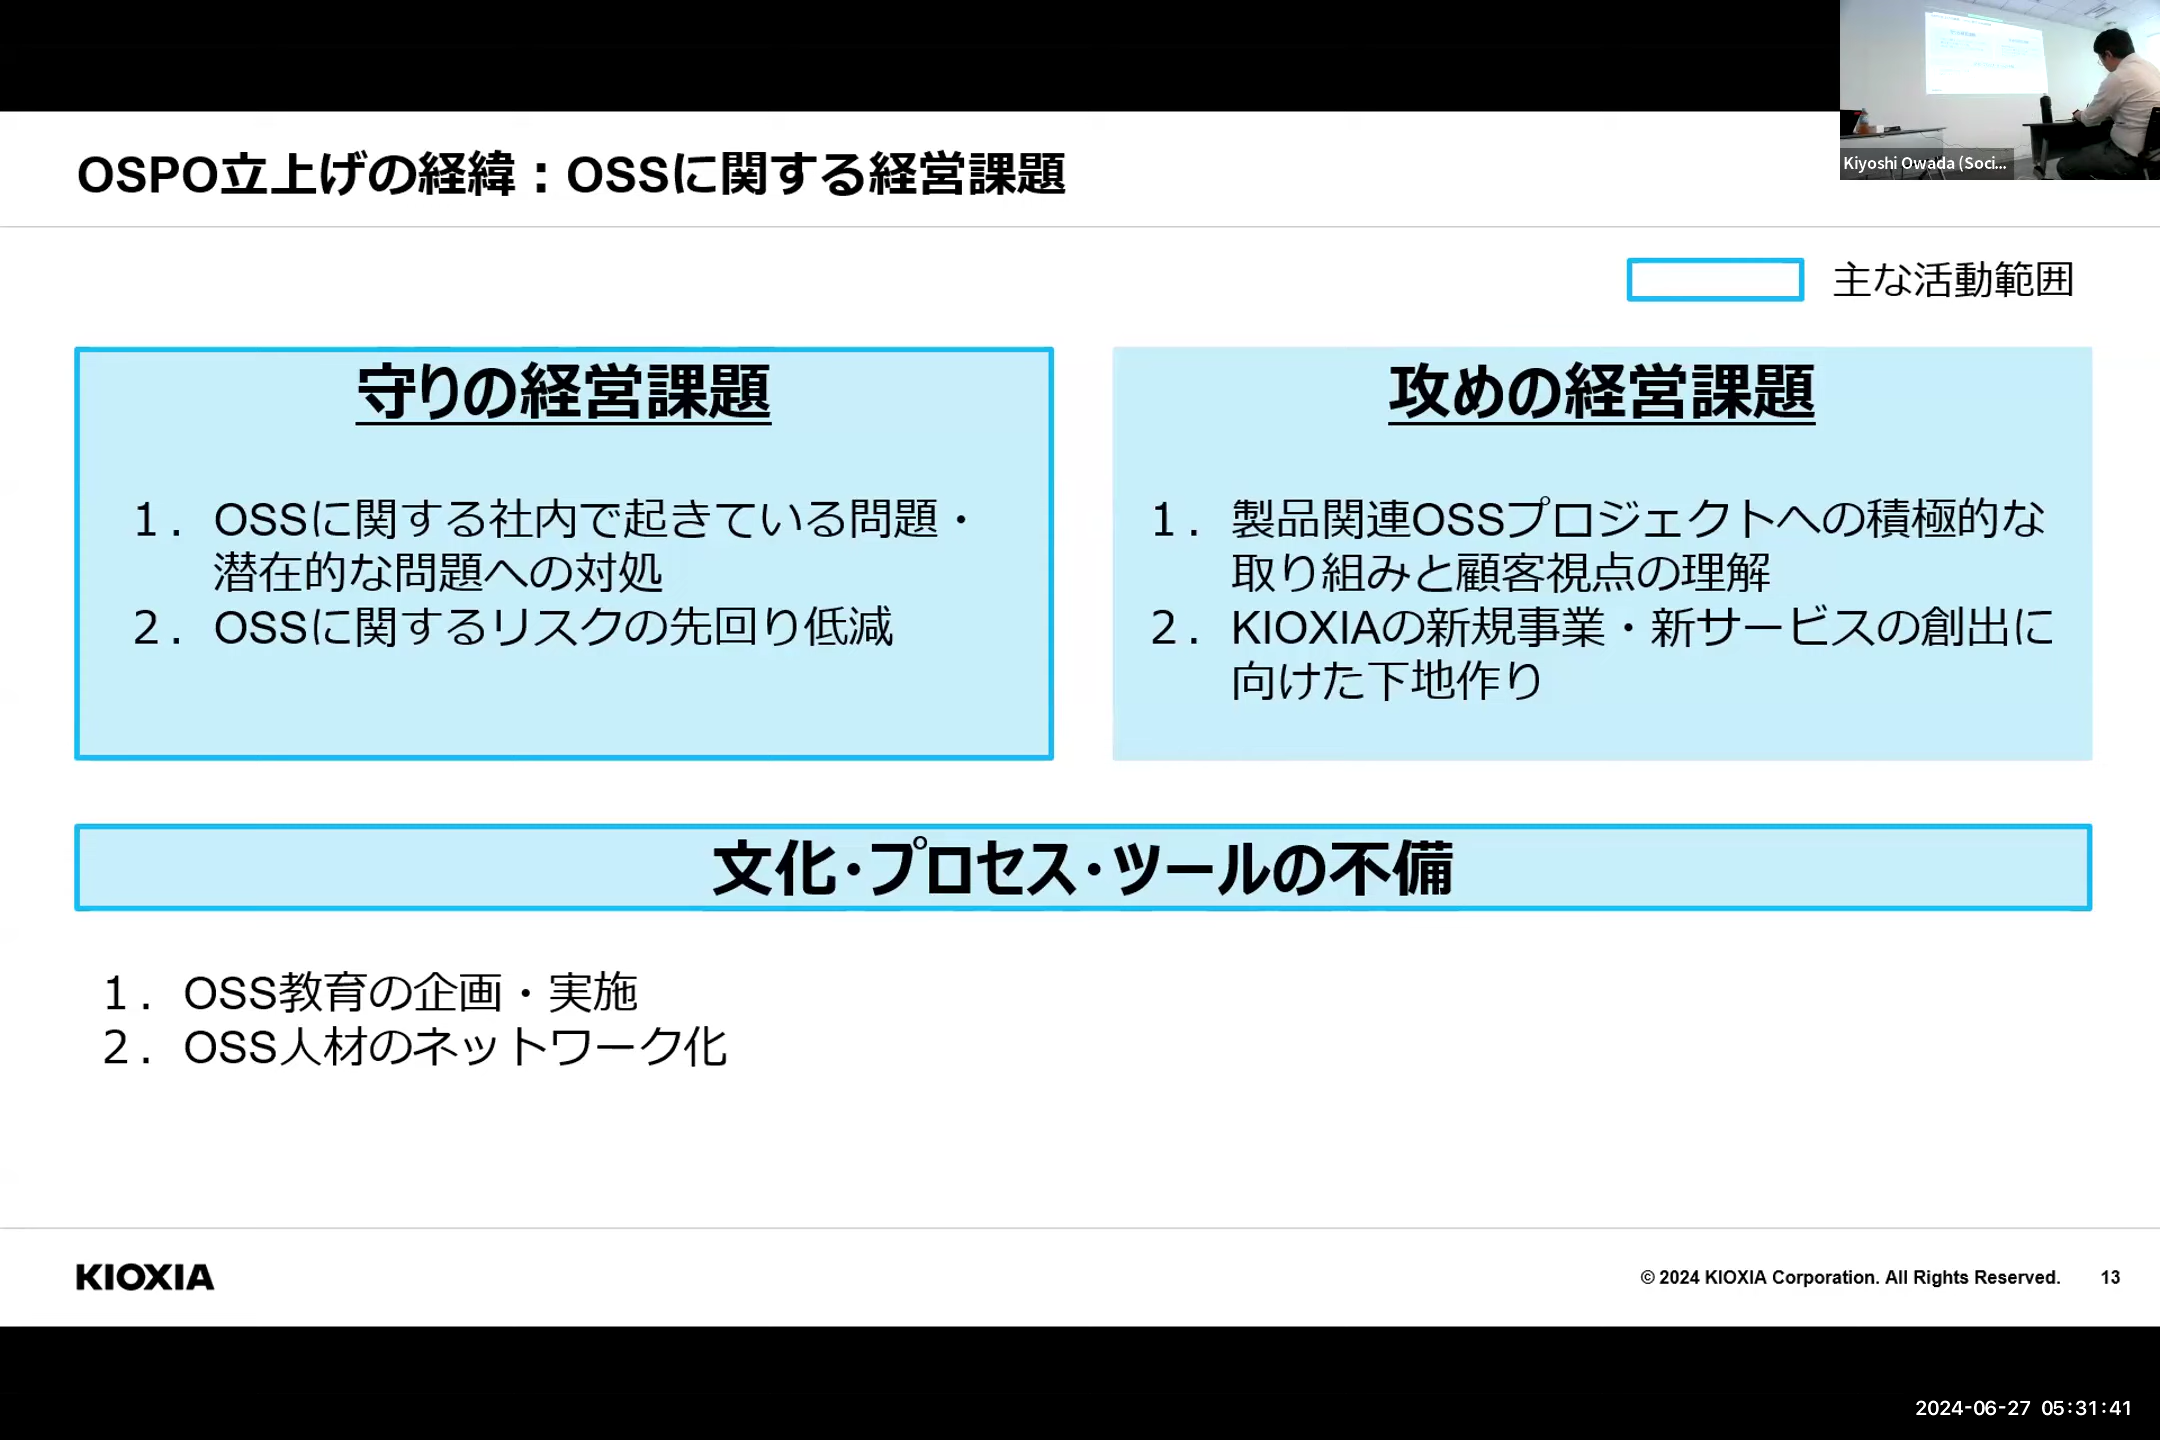 Kiyoshi Owada (Soci...
OSPO立上げの経緯：OSSに関する経営課題
主な活動範囲
守りの経営課題
１．OSSに関する社内で起きている問題・
潜在的な問題への対処
２．OSSに関するリスクの先回り低減
攻めの経営課題
１．製品関連OSSプロジェクトへの積極的な
取り組みと顧客視点の理解
２．KIOXIAの新規事業・新サービスの創出に
向けた下地作り
文化・プロセス・ツールの不備
１．OSS教育の企画・実施
２．OSS人材のネットワーク化
KIOXIA
© 2024 KIOXIA Corporation. All Rights Reserved. 13
2024-06-27 05:31:41